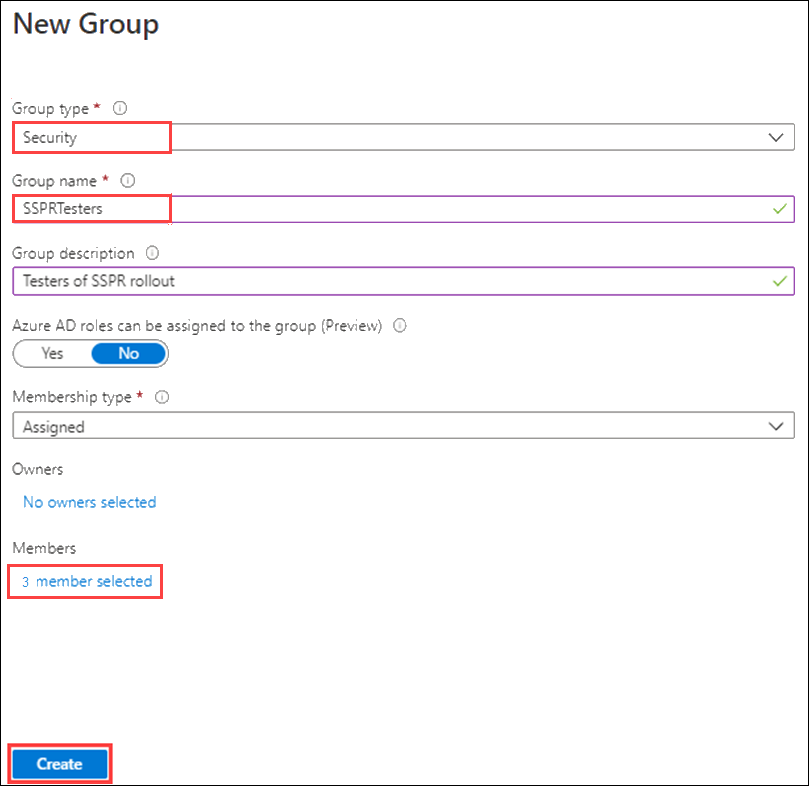 New Group
Group type *
Security
Group name *
SSPRTesters
Group description
Testers of SSPR rollout
Azure AD roles can be assigned to the group (Preview)
Yes No
Membership type *
Assigned
Owners
No owners selected
Members
3 member selected
Create